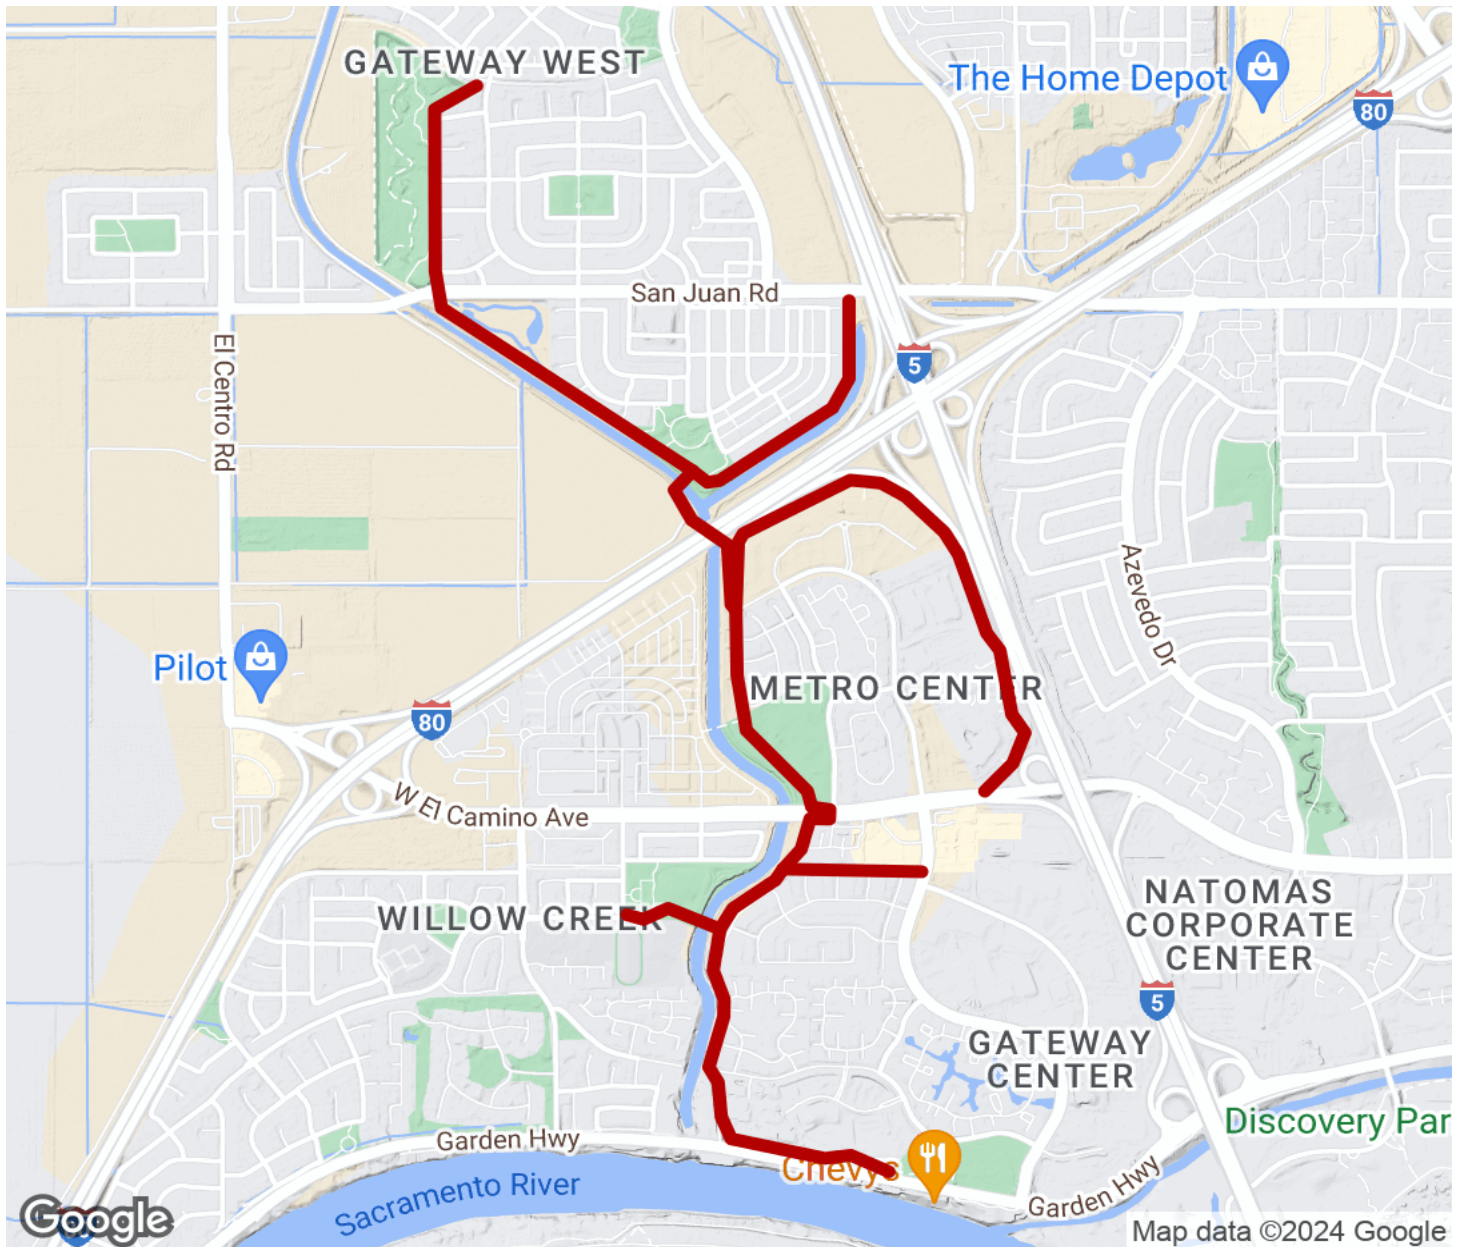 GATEWAY WEST
The Home Depot
80
San Juan Rd
El Centro Rd
5
Azevedo Dr
Pilot
METRO CENTER
80
W El Camino Ave
NATOMAS
CORPORATE
CENTER
WILLOW CREEK
5
GATEWAY
CENTER
Discovery Par
Garden Hwy
Chevys
Sacramento River
Garden Hwy
Google
Map data ©2024 Google